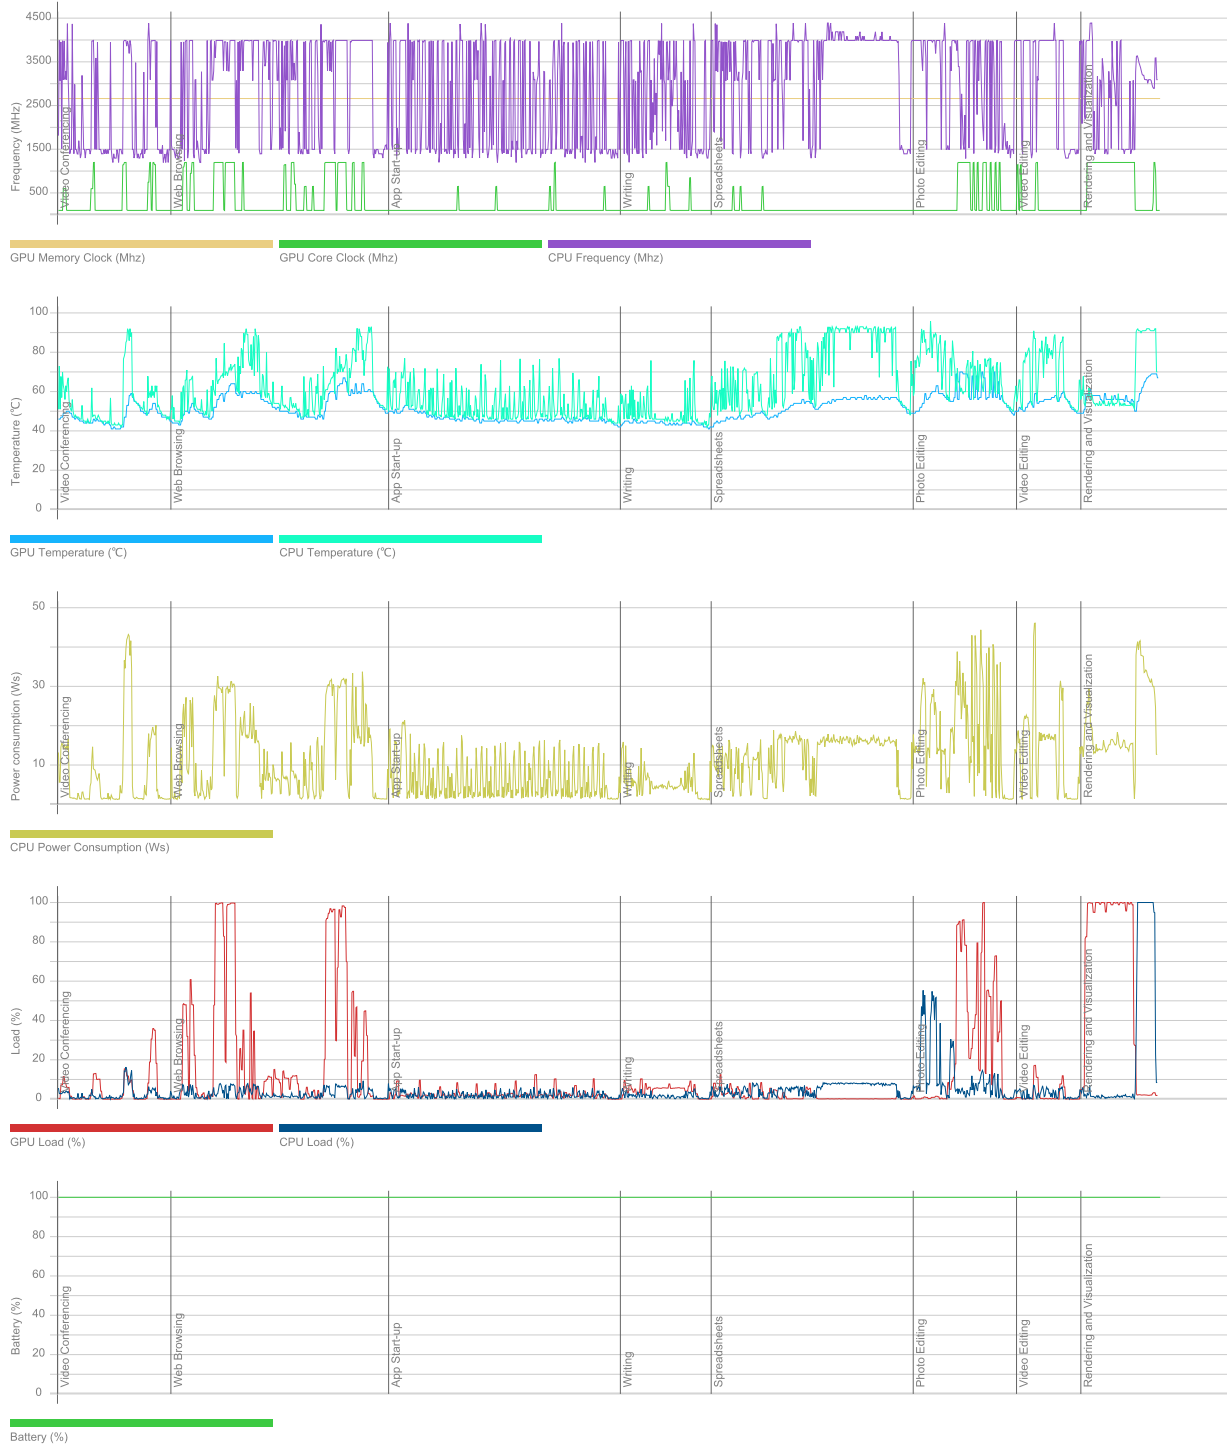 4500
3500
2500
1500
500
Frequency (MHz)
Video Conferencing
Web Browsing
App Start-up
Writing
Spreadsheets
Photo Editing
Video Editing
Rendering and Visualization
GPU Memory Clock (Mhz)
GPU Core Clock (Mhz)
CPU Frequency (Mhz)
100
80
60
40
20
0
Temperature (℃)
Video Conferencing
Web Browsing
App Start-up
Writing
Spreadsheets
Photo Editing
Video Editing
Rendering and Visualization
GPU Temperature (℃)
CPU Temperature (℃)
50
30
10
Power consumption (Ws)
Video Conferencing
Web Browsing
App Start-up
Writing
Spreadsheets
Photo Editing
Video Editing
Rendering and Visualization
CPU Power Consumption (Ws)
100
80
60
40
20
0
Load (%)
Video Conferencing
Web Browsing
App Start-up
Writing
Spreadsheets
Photo Editing
Video Editing
Rendering and Visualization
GPU Load (%)
CPU Load (%)
100
80
60
40
20
0
Battery (%)
Video Conferencing
Web Browsing
App Start-up
Writing
Spreadsheets
Photo Editing
Video Editing
Rendering and Visualization
Battery (%)